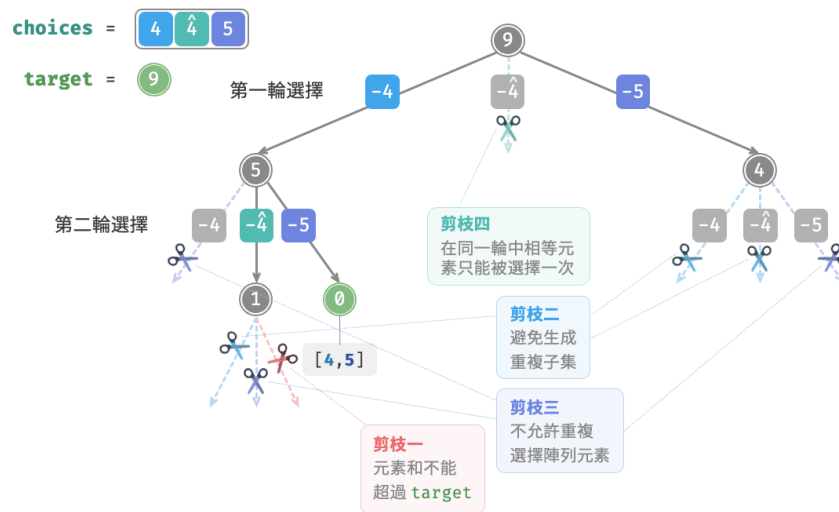 choices = 4 4̂ 5
target = 9
9
第一輪選擇
-4 -4̂ -5
5 4
第二輪選擇
-4 -4̂ -5
-4 -4̂ -5
剪枝四
在同一輪中相等元
素只能被選擇一次
1 0
[4,5]
剪枝二
避免生成
重複子集
剪枝三
不允許重複
選擇陣列元素
剪枝一
元素和不能
超過 target